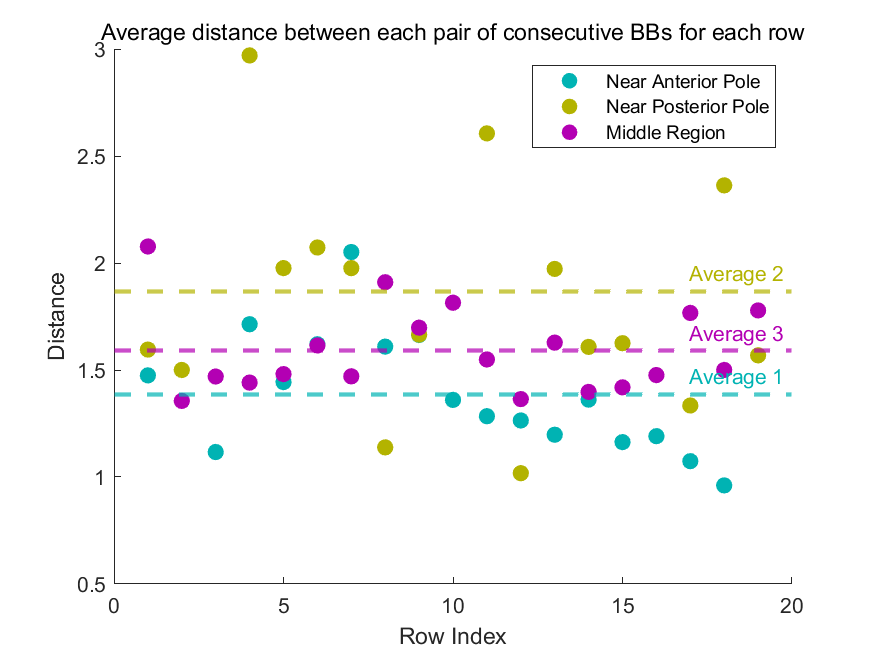 Average distance between each pair of consecutive BBs for each row
3
2.5
2
1.5
1
0.5
0
5
10
15
20
Distance
Row Index
Near Anterior Pole
Near Posterior Pole
Middle Region
Average 2
Average 3
Average 1